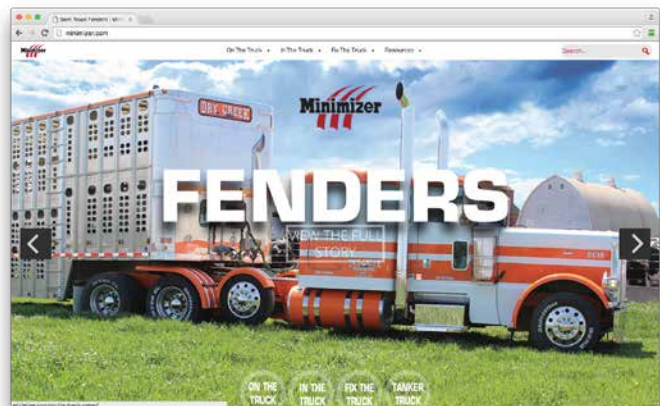 minimizer.com
Minimizer
On The Truck
In The Truck
Fix The Truck
Resources
Search...
DRY CREEK
Minimizer
FENDERS
VIEW THE FULL
STORY
ON THE
TRUCK
IN THE
TRUCK
FIX THE
TRUCK
TANKER
TRUCK